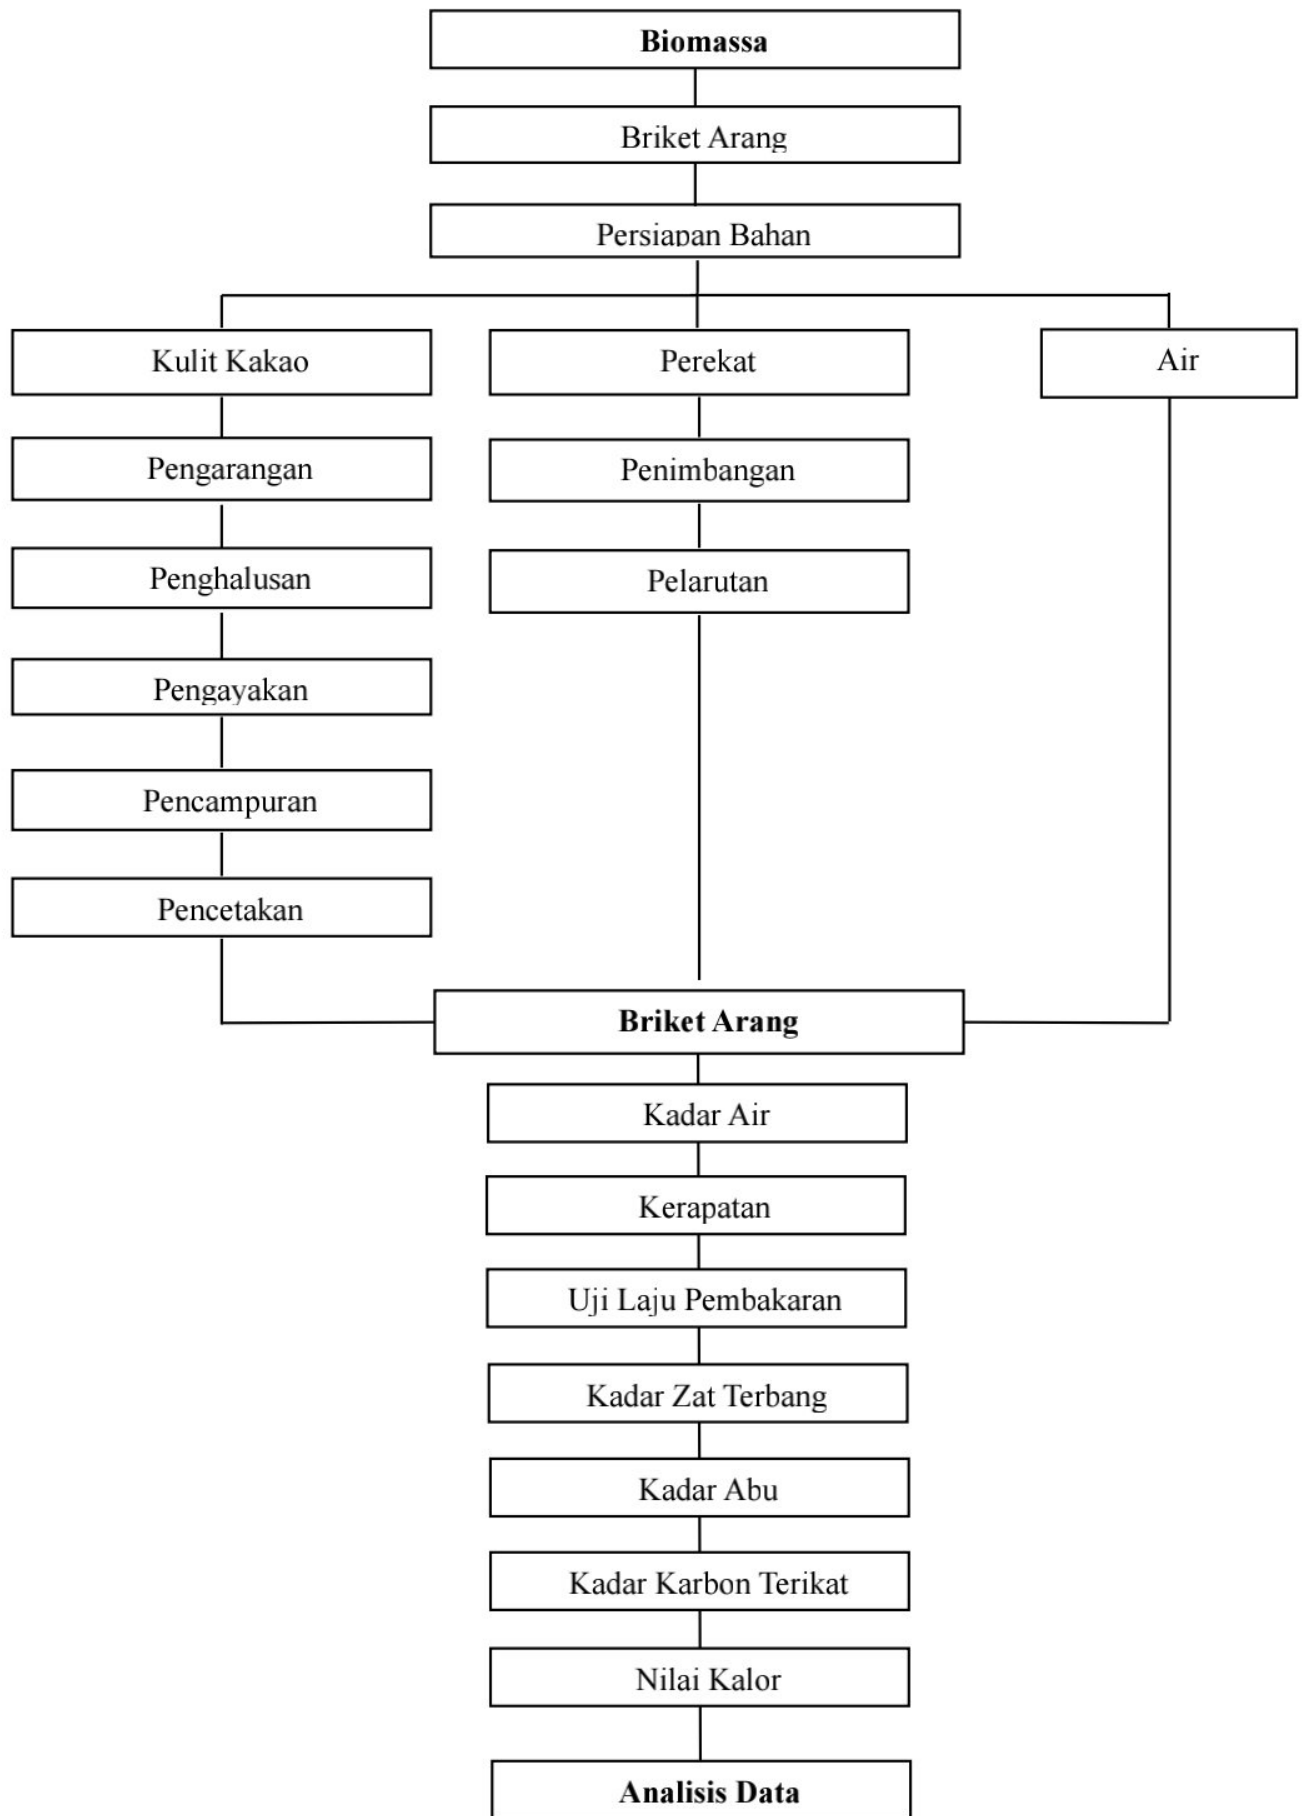 Biomassa
Briket Arang
Persiapan Bahan
Kulit Kakao
Perekat
Air
Pengarangan
Penimbangan
Penghalusan
Pelarutan
Pengayakan
Pencampuran
Pencetakan
Briket Arang
Kadar Air
Kerapatan
Uji Laju Pembakaran
Kadar Zat Terbang
Kadar Abu
Kadar Karbon Terikat
Nilai Kalor
Analisis Data